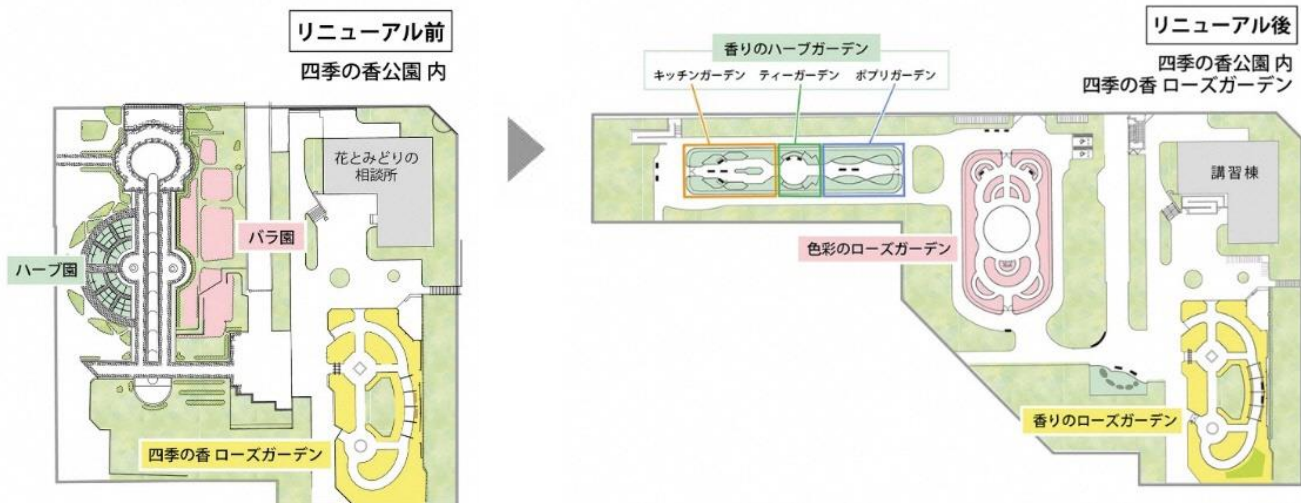 リニューアル前
四季の香公園 内
花とみどりの
相談所
バラ園
ハーブ園
四季の香 ローズガーデン
リニューアル後
四季の香公園 内
四季の香 ローズガーデン
香りのハーブガーデン
キッチンガーデン ティーガーデン ポプリガーデン
講習棟
色彩のローズガーデン
香りのローズガーデン